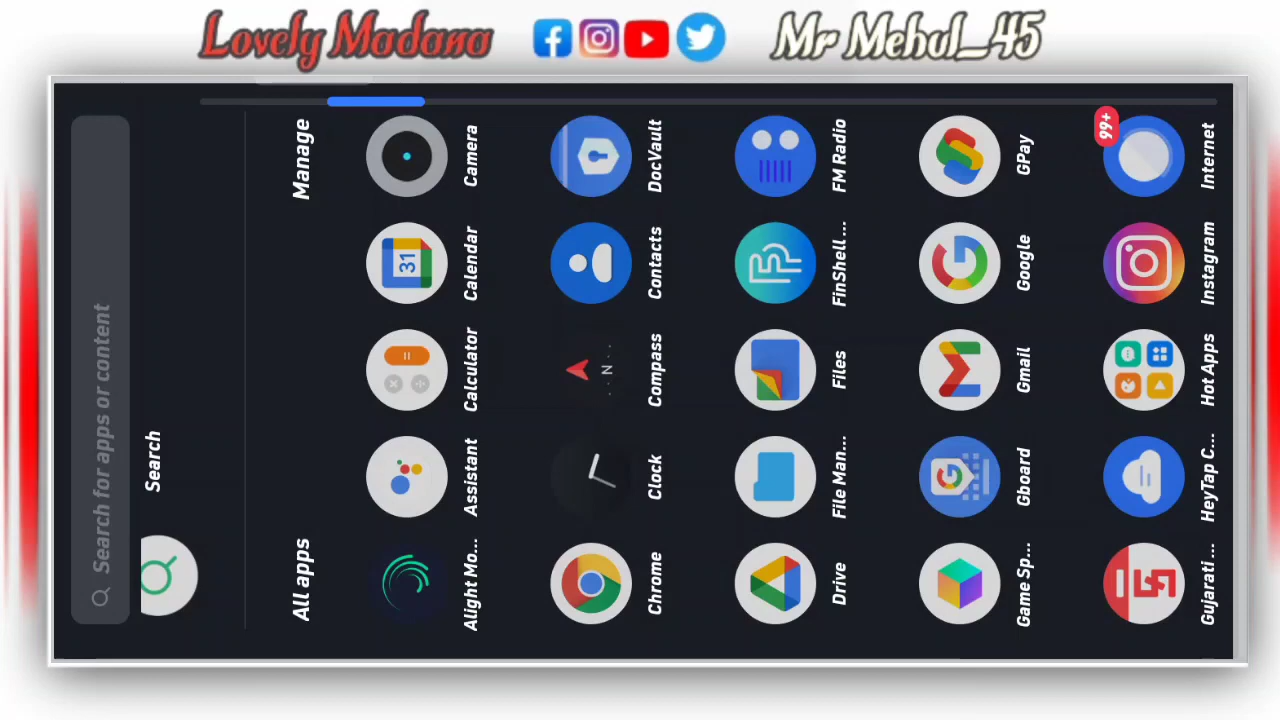 Lovely Madana
Mr Mehul_45
Search for apps or content
Search
All apps
Manage
Alight Mo...
Assistant
Calculator
31
Calendar
Camera
Chrome
Clock
N
Compass
Contacts
DocVault
Drive
File Man...
Files
FinShell ...
FM Radio
Game Sp...
Gboard
Gmail
Google
GPay
Gujarati ...
HeyTap C...
Hot Apps
Instagram
99+
Internet